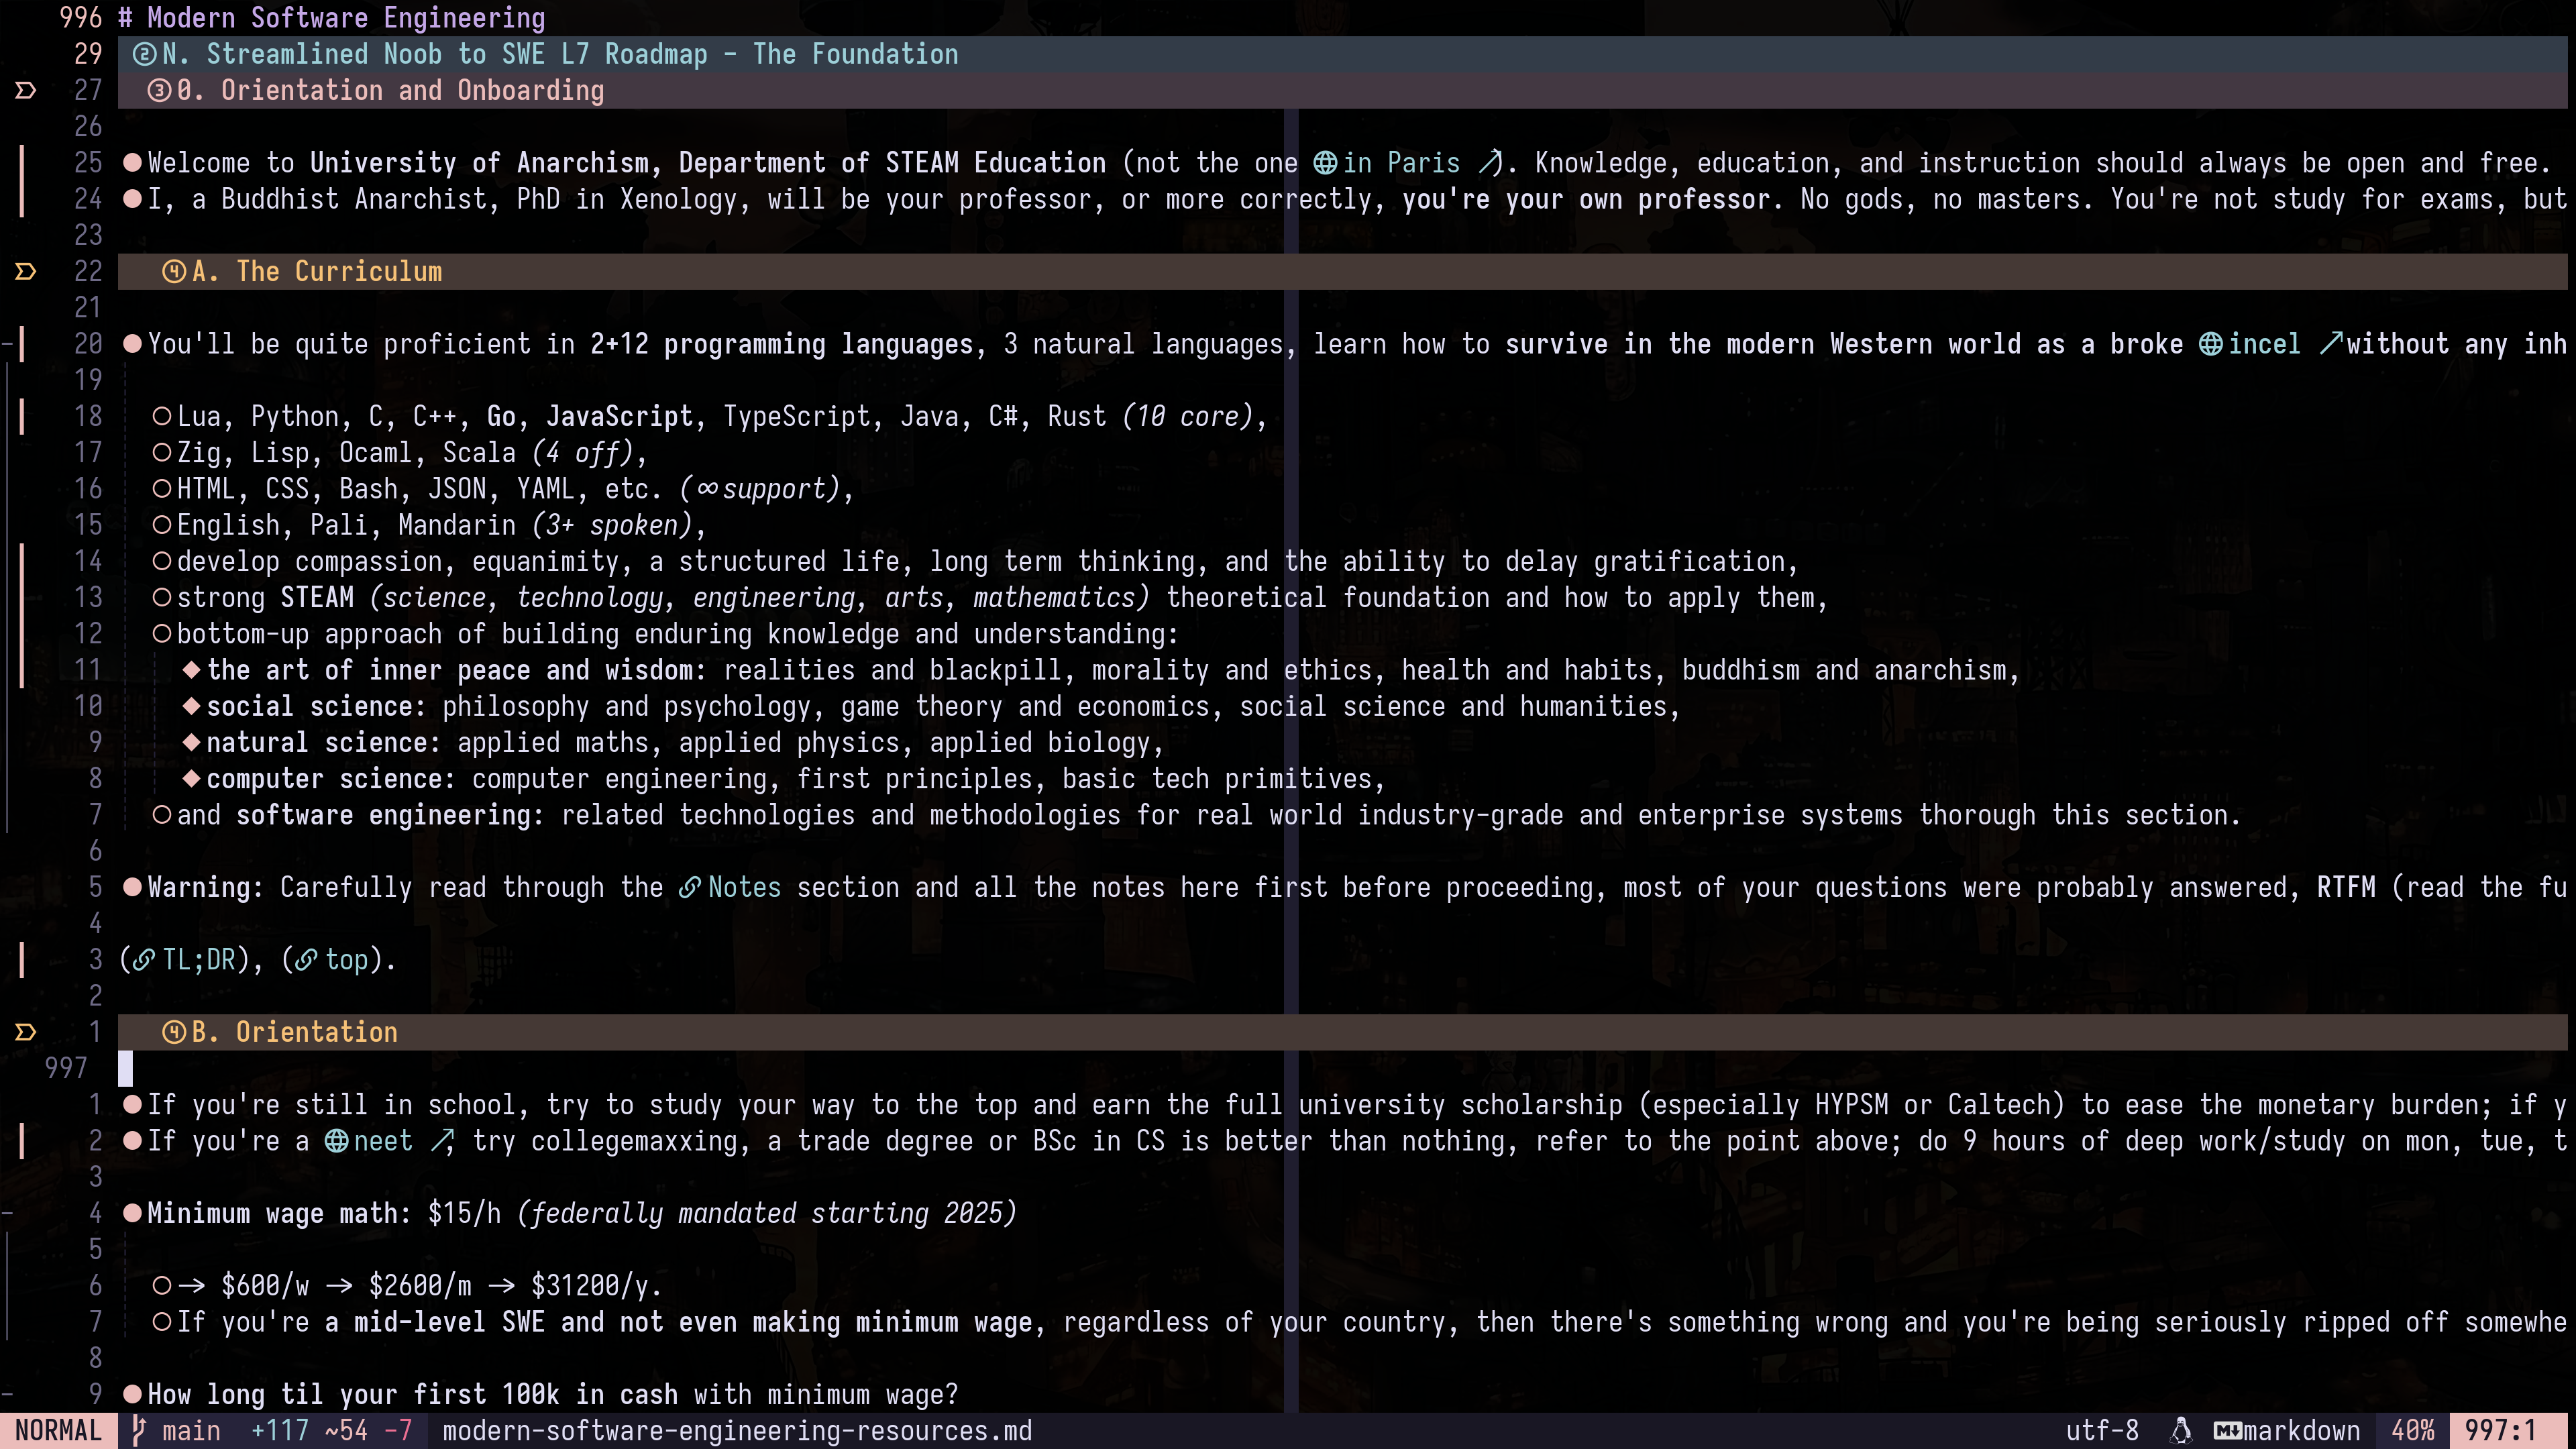 996 # Modern Software Engineering
29 ②N. Streamlined Noob to SWE L7 Roadmap - The Foundation
27 ③0. Orientation and Onboarding
26
25 ●Welcome to University of Anarchism, Department of STEAM Education (not the one in Paris ↗). Knowledge, education, and instruction should always be open and free.
24 ●I, a Buddhist Anarchist, PhD in Xenology, will be your professor, or more correctly, you're your own professor. No gods, no masters. You're not study for exams, but
23
22 ④A. The Curriculum
21
20 ●You'll be quite proficient in 2+12 programming languages, 3 natural languages, learn how to survive in the modern Western world as a broke incel ↗without any inh
19
18 ○Lua, Python, C, C++, Go, JavaScript, TypeScript, Java, C#, Rust (10 core),
17 ○Zig, Lisp, Ocaml, Scala (4 off),
16 ○HTML, CSS, Bash, JSON, YAML, etc. (∞support),
15 ○English, Pali, Mandarin (3+ spoken),
14 ○develop compassion, equanimity, a structured life, long term thinking, and the ability to delay gratification,
13 ○strong STEAM (science, technology, engineering, arts, mathematics) theoretical foundation and how to apply them,
12 ○bottom-up approach of building enduring knowledge and understanding:
11 ◆the art of inner peace and wisdom: realities and blackpill, morality and ethics, health and habits, buddhism and anarchism,
10 ◆social science: philosophy and psychology, game theory and economics, social science and humanities,
9 ◆natural science: applied maths, applied physics, applied biology,
8 ◆computer science: computer engineering, first principles, basic tech primitives,
7 ○and software engineering: related technologies and methodologies for real world industry-grade and enterprise systems thorough this section.
6
5 ●Warning: Carefully read through the Notes section and all the notes here first before proceeding, most of your questions were probably answered, RTFM (read the fu
4
3 (TL;DR), (top).
2
1 ④B. Orientation
997
1 ●If you're still in school, try to study your way to the top and earn the full university scholarship (especially HYPSM or Caltech) to ease the monetary burden; if y
2 ●If you're a neet ↗, try collegemaxxing, a trade degree or BSc in CS is better than nothing, refer to the point above; do 9 hours of deep work/study on mon, tue, t
3
4 ●Minimum wage math: $15/h (federally mandated starting 2025)
5
6 ○→ $600/w → $2600/m → $31200/y.
7 ○If you're a mid-level SWE and not even making minimum wage, regardless of your country, then there's something wrong and you're being seriously ripped off somewhe
8
9 ●How long til your first 100k in cash with minimum wage?
NORMAL main +117 ~54 -7 modern-software-engineering-resources.md utf-8 markdown 40% 997:1